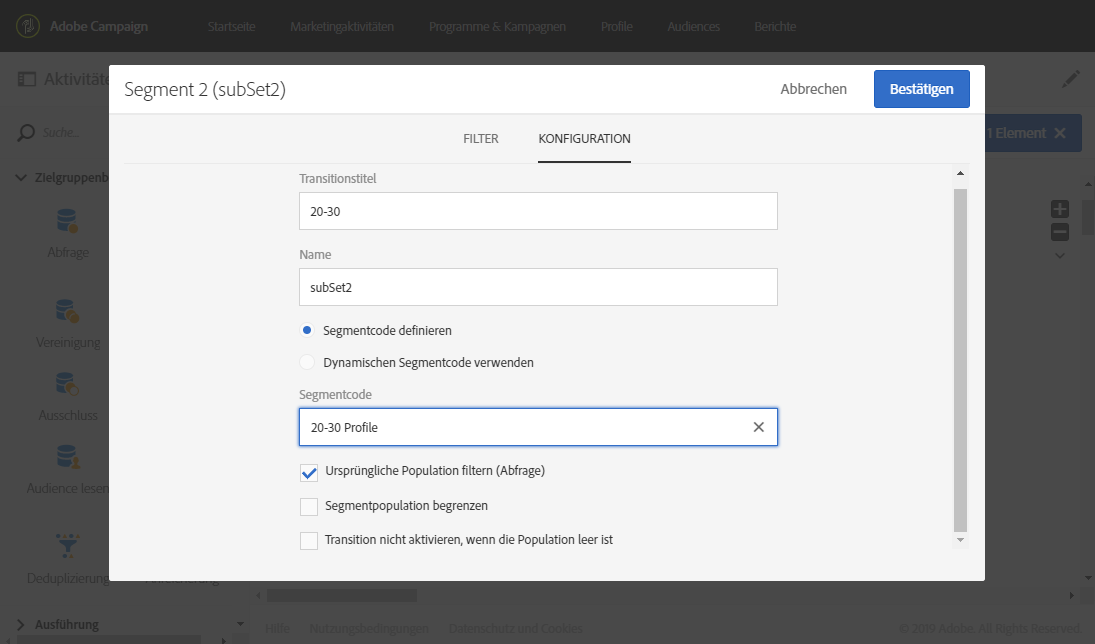 Adobe Campaign
Startseite Marketingaktivitäten Programme & Kampagnen Profile Audiences Berichte
Segment 2 (subSet2)
Abbrechen Bestätigen
Suche...
FILTER KONFIGURATION
1 Element
Transitionstitel
20-30
Abfrage
Name
subSet2
Segmentcode definieren
Vereinigung
Dynamischen Segmentcode verwenden
Segmentcode
Ausschluss
20-30 Profile
Ursprüngliche Population filtern (Abfrage)
Audience lesen
Segmentpopulation begrenzen
Transition nicht aktivieren, wenn die Population leer ist
Deduplizierung
Ausführung
Hilfe Nutzungsbedingungen Datenschutz und Cookies © 2019 Adobe. All Rights Reserved.